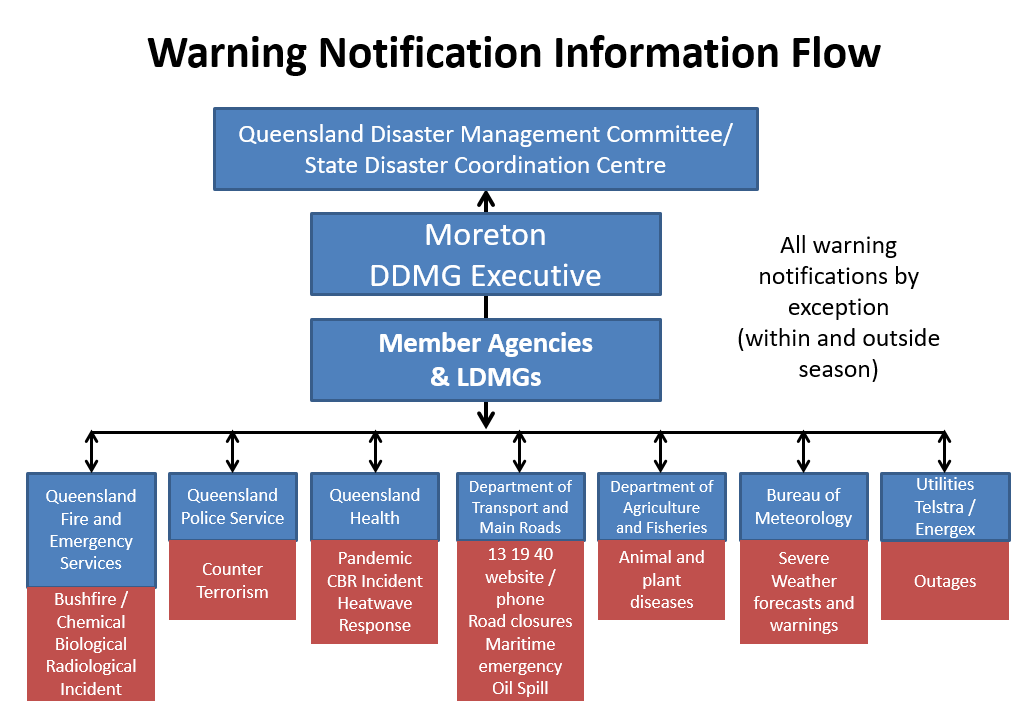 Warning Notification Information Flow
Queensland Disaster Management Committee/
State Disaster Coordination Centre
Moreton
DDMG Executive
All warning
notifications by
exception
(within and outside
season)
Member Agencies
& LDMGs
Queensland
Fire and
Emergency
Services
Bushfire /
Chemical
Biological
Radiological
Incident
Queensland
Police Service
Counter
Terrorism
Queensland
Health
Pandemic
CBR Incident
Heatwave
Response
Department of
Transport and
Main Roads
13 19 40
website /
phone
Road closures
Maritime
emergency
Oil Spill
Department of
Agriculture
and Fisheries
Animal and
plant
diseases
Bureau of
Meteorology
Severe
Weather
forecasts and
warnings
Utilities
Telstra /
Energex
Outages